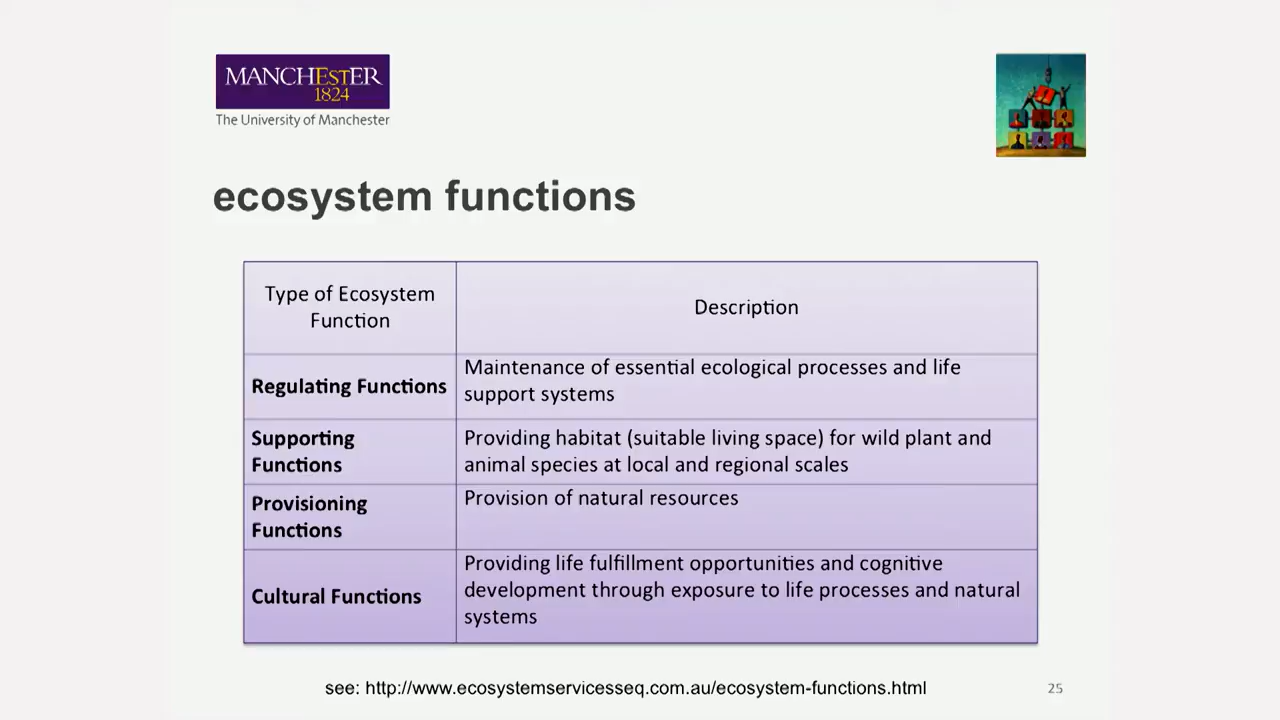 MANCHEsTER
1824
The University of Manchester
ecosystem functions
Type of Ecosystem
Function
Description
Regulating Functions
Maintenance of essential ecological processes and life
support systems
Supporting
Functions
Providing habitat (suitable living space) for wild plant and
animal species at local and regional scales
Provisioning
Functions
Provision of natural resources
Cultural Functions
Providing life fulfillment opportunities and cognitive
development through exposure to life processes and natural
systems
see: http://www.ecosystemservicesseq.com.au/ecosystem-functions.html
25